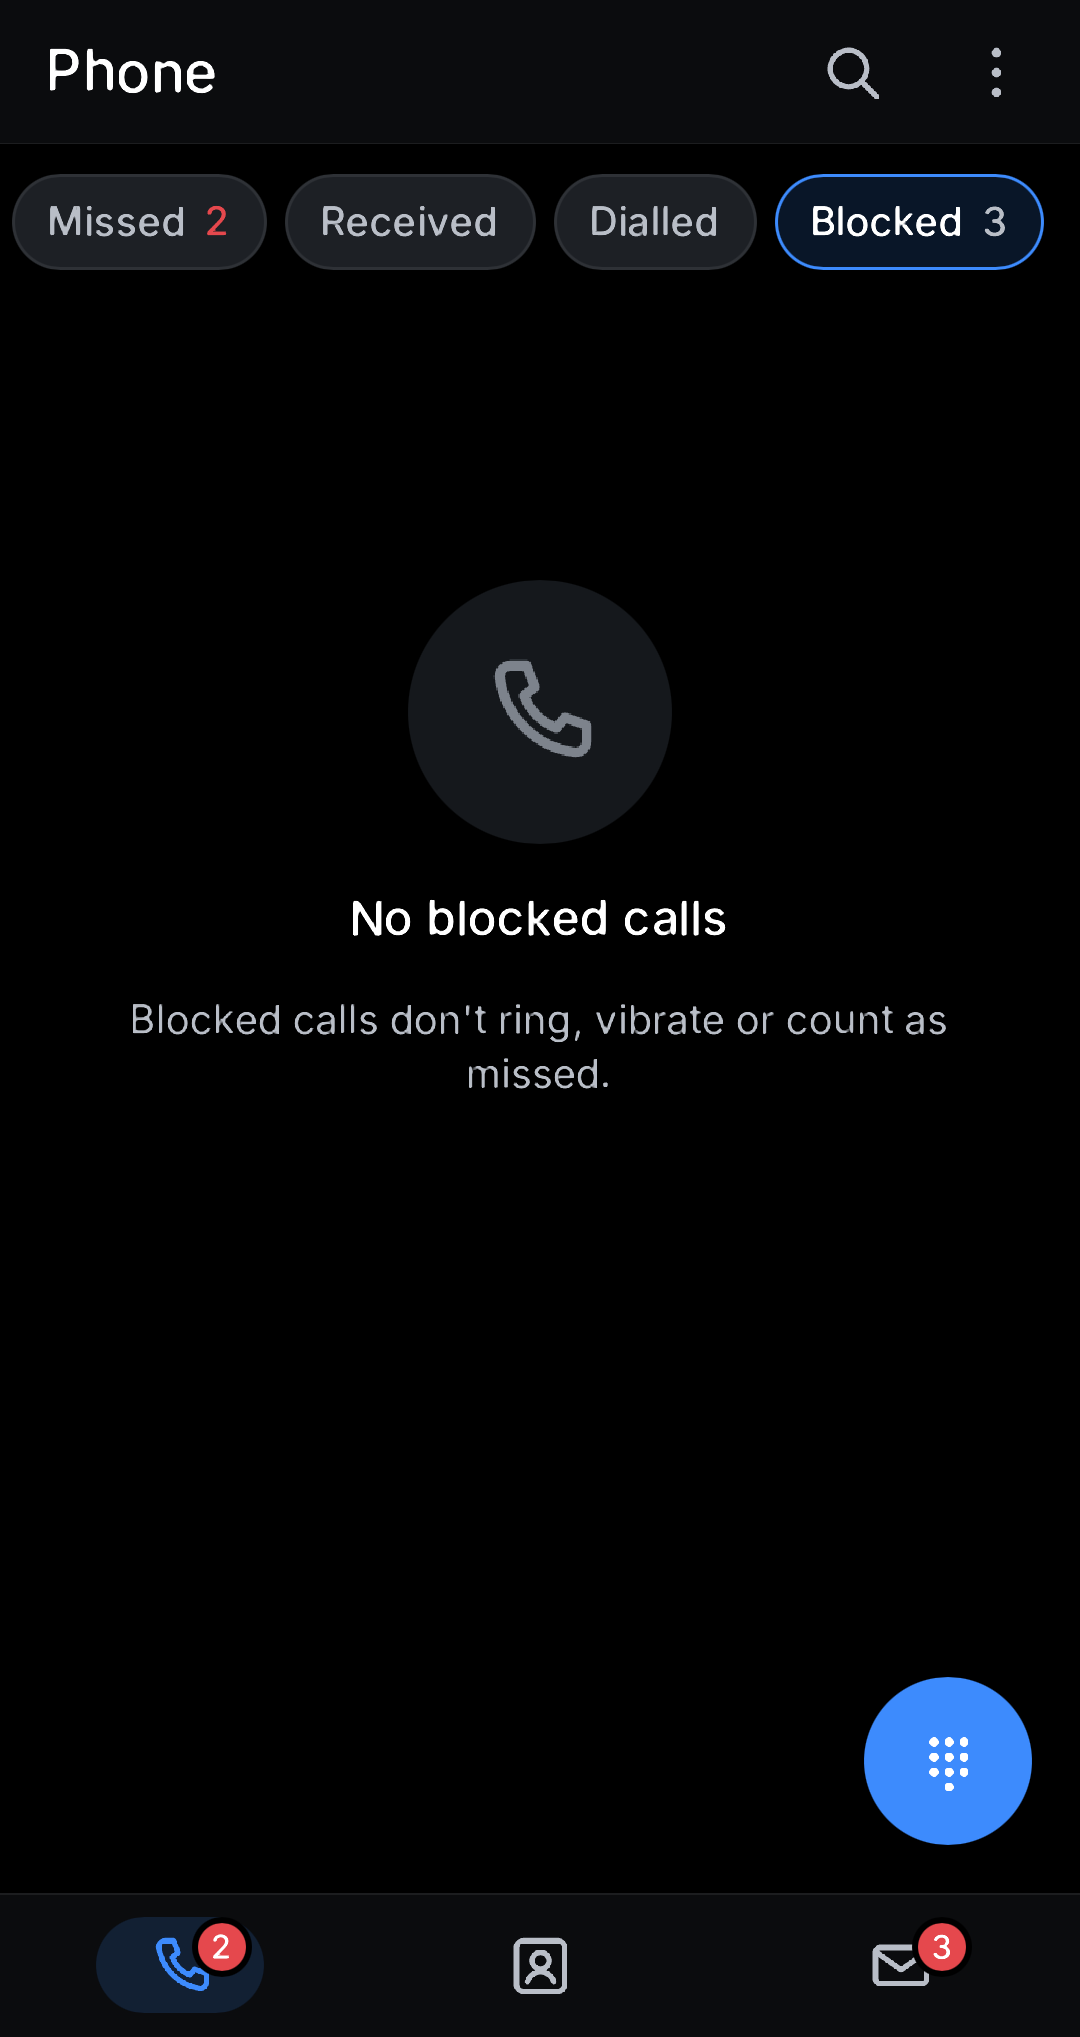 Phone
Missed 2
Received
Dialled
Blocked 3
No blocked calls
Blocked calls don't ring, vibrate or count as
missed.
2
3